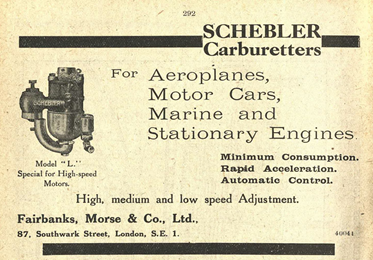 292
SCHEBLER
Carburetters
For Aeroplanes,
Motor Cars,
Marine and
Stationary Engines.
SCHEBLER
Model "L."
Special for High-speed
Motors.
Minimum Consumption.
Rapid Acceleration.
Automatic Control.
High, medium and low speed Adjustment.
Fairbanks, Morse & Co., Ltd.,
87, Southwark Street, London, S.E. 1.
40044